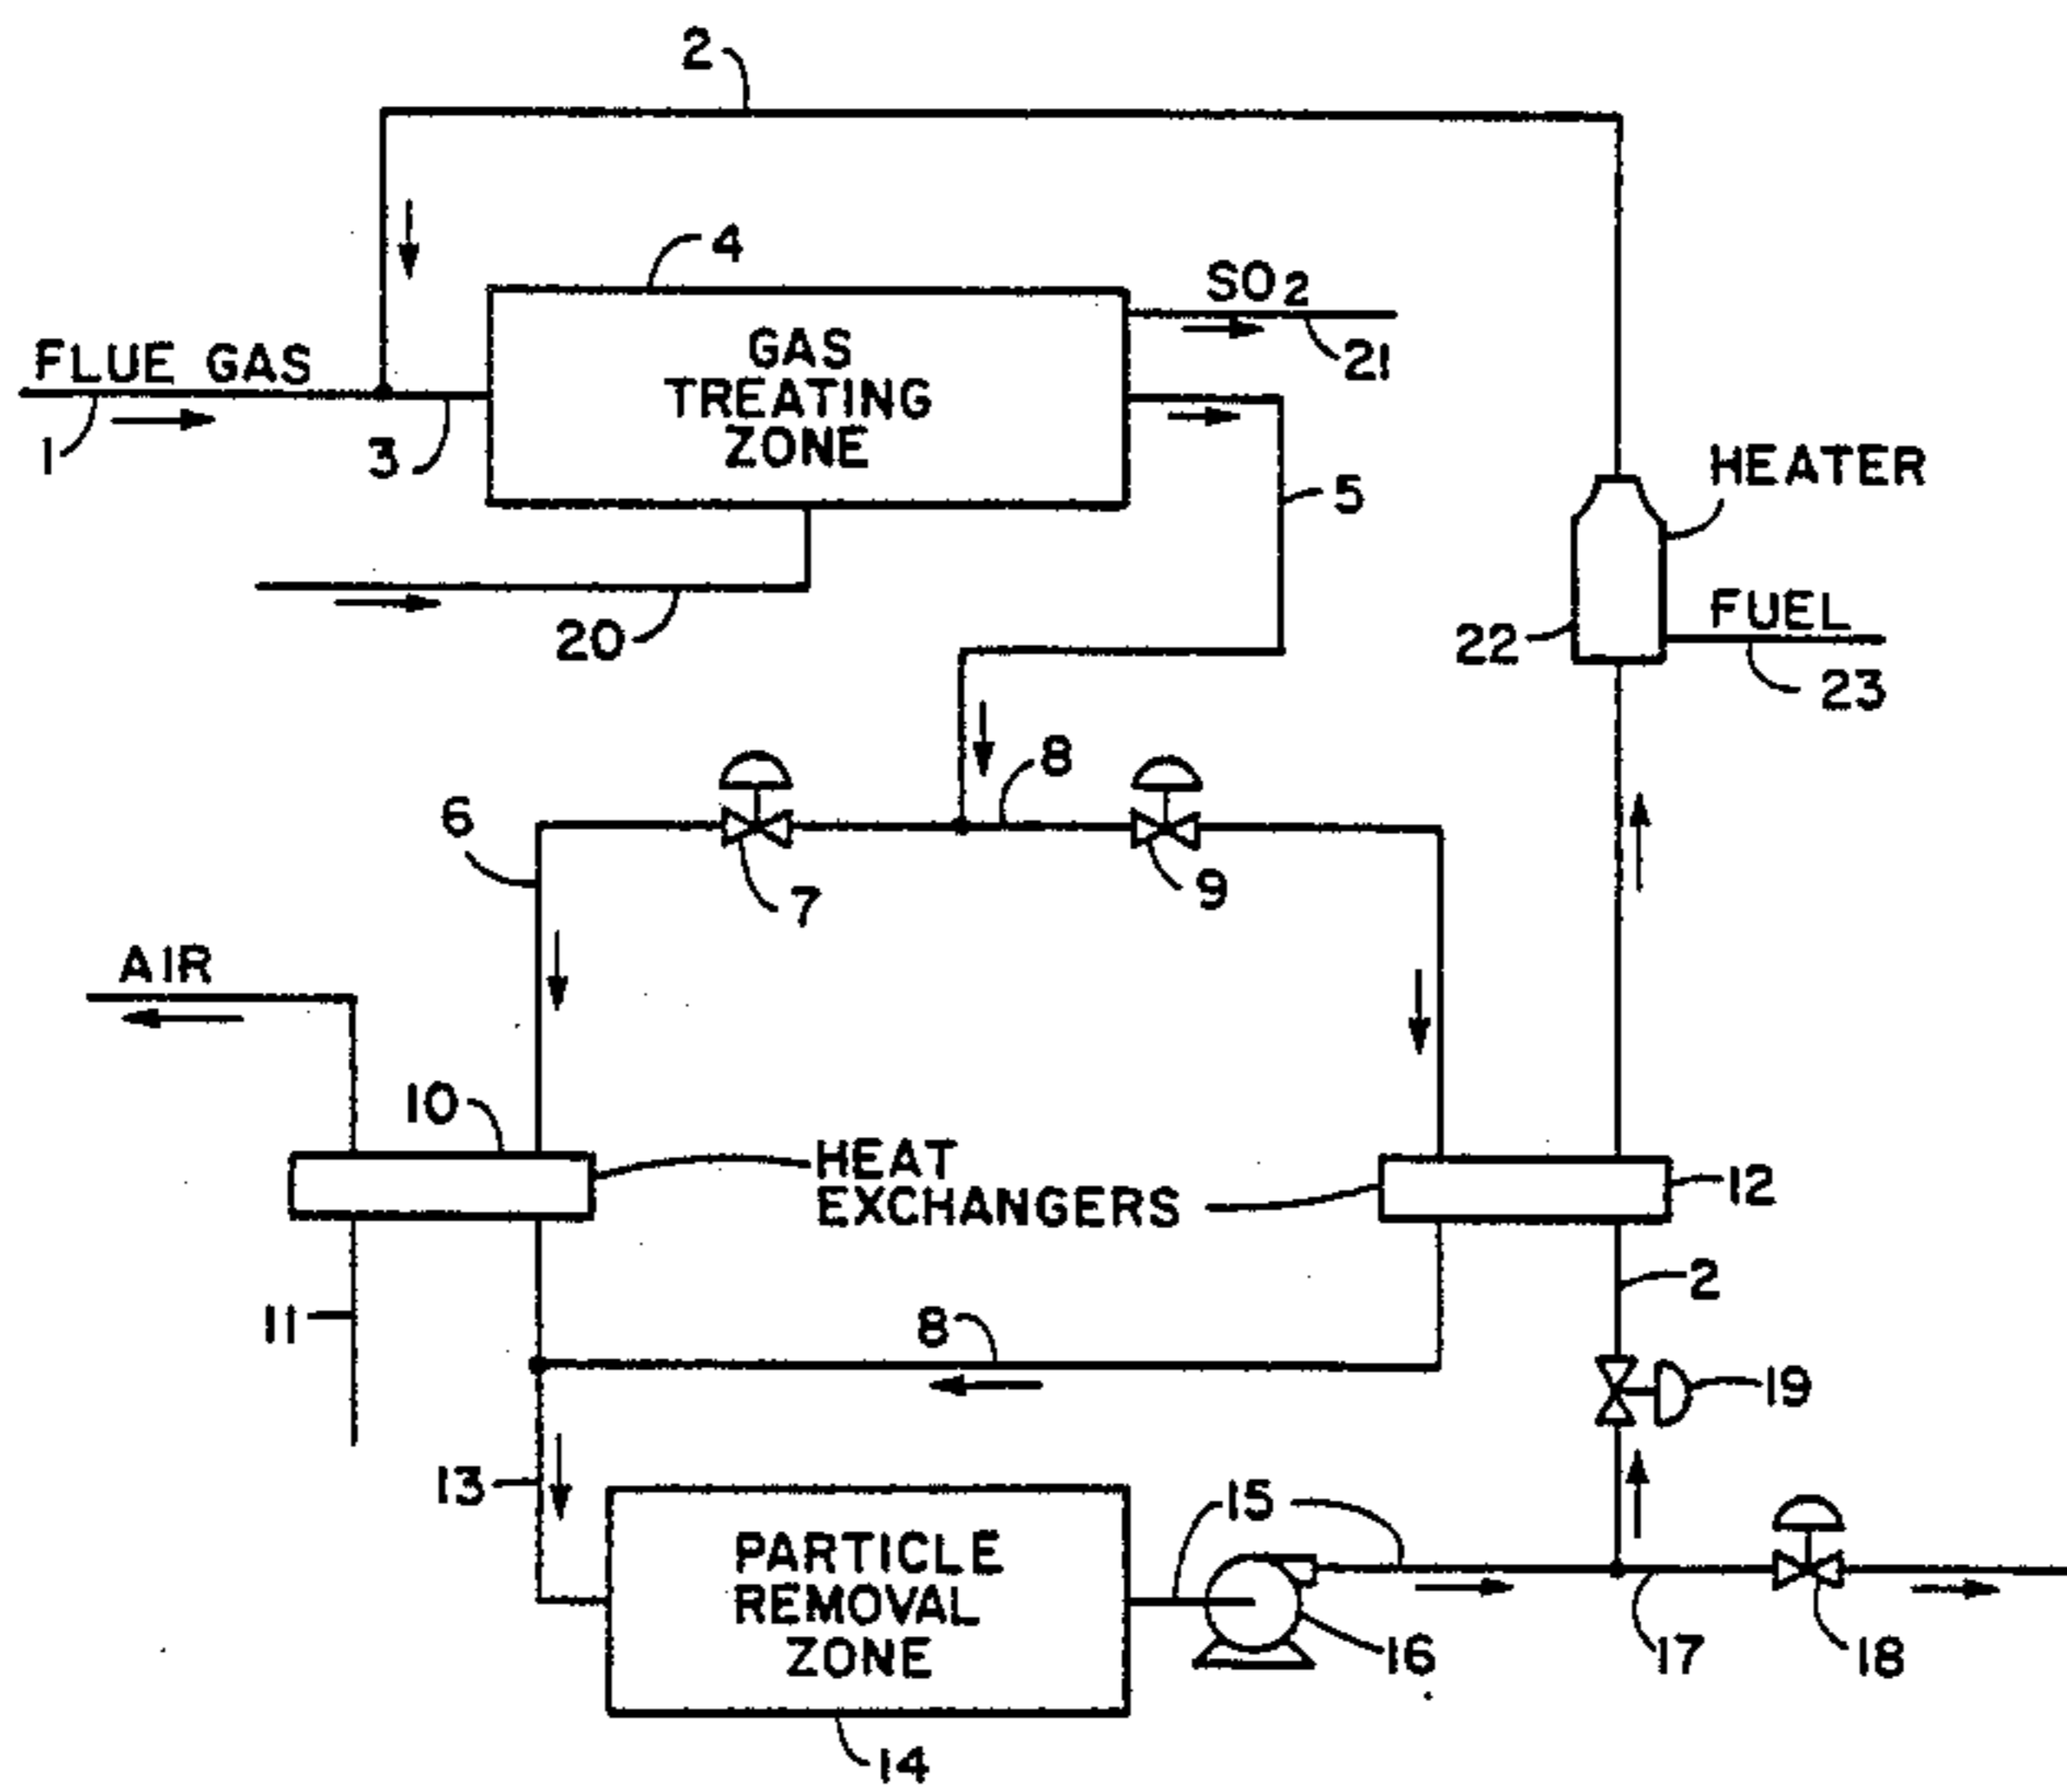 2
4
SO2
21
FLUE GAS
1
3
GAS
TREATING
ZONE
5
HEATER
20
22
FUEL
23
6
7
8
9
AIR
10
HEAT
EXCHANGERS
12
11
8
2
19
13
15
PARTICLE
REMOVAL
ZONE
16
17
18
14